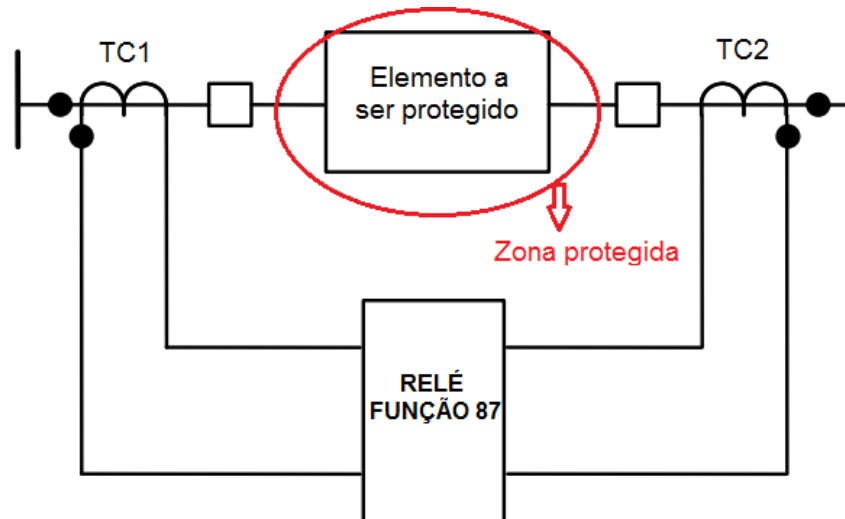 TC1
Elemento a
ser protegido
TC2
Zona protegida
RELÉ
FUNÇÃO 87